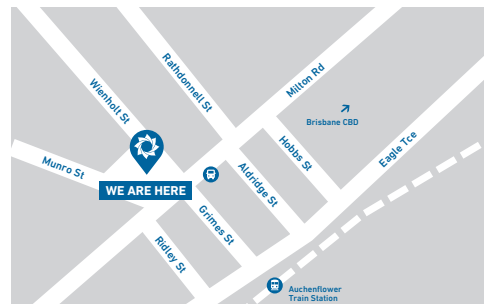 Rathdonnell St
Wienholt St
Milton Rd
Brisbane CBD
Hobbs St
Eagle Tce
Munro St
Aldridge St
WE ARE HERE
Grimes St
Ridley St
Auchenflower
Train Station